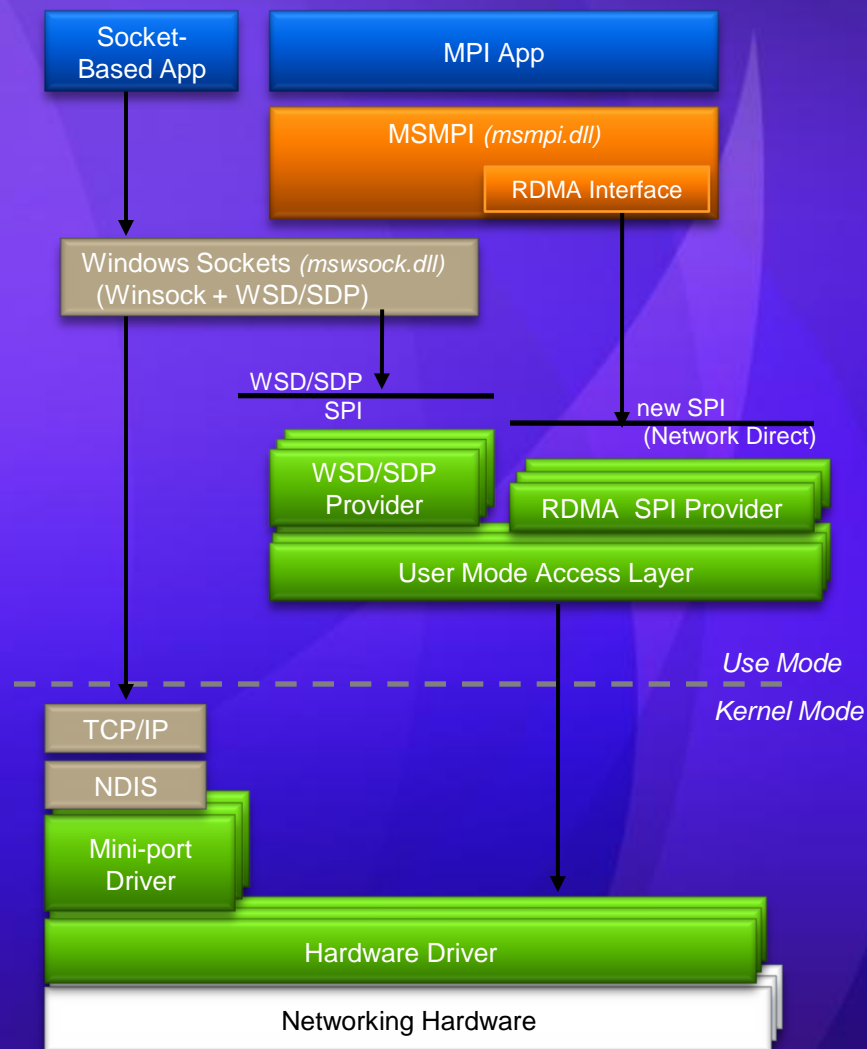 Socket-
Based App
MPI App
MSMPI (msmpi.dll)
RDMA Interface
Windows Sockets (mswsock.dll)
(Winsock + WSD/SDP)
WSD/SDP
SPI
new SPI
(Network Direct)
WSD/SDP
Provider
RDMA SPI Provider
User Mode Access Layer
Use Mode
Kernel Mode
TCP/IP
NDIS
Mini-port
Driver
Hardware Driver
Networking Hardware